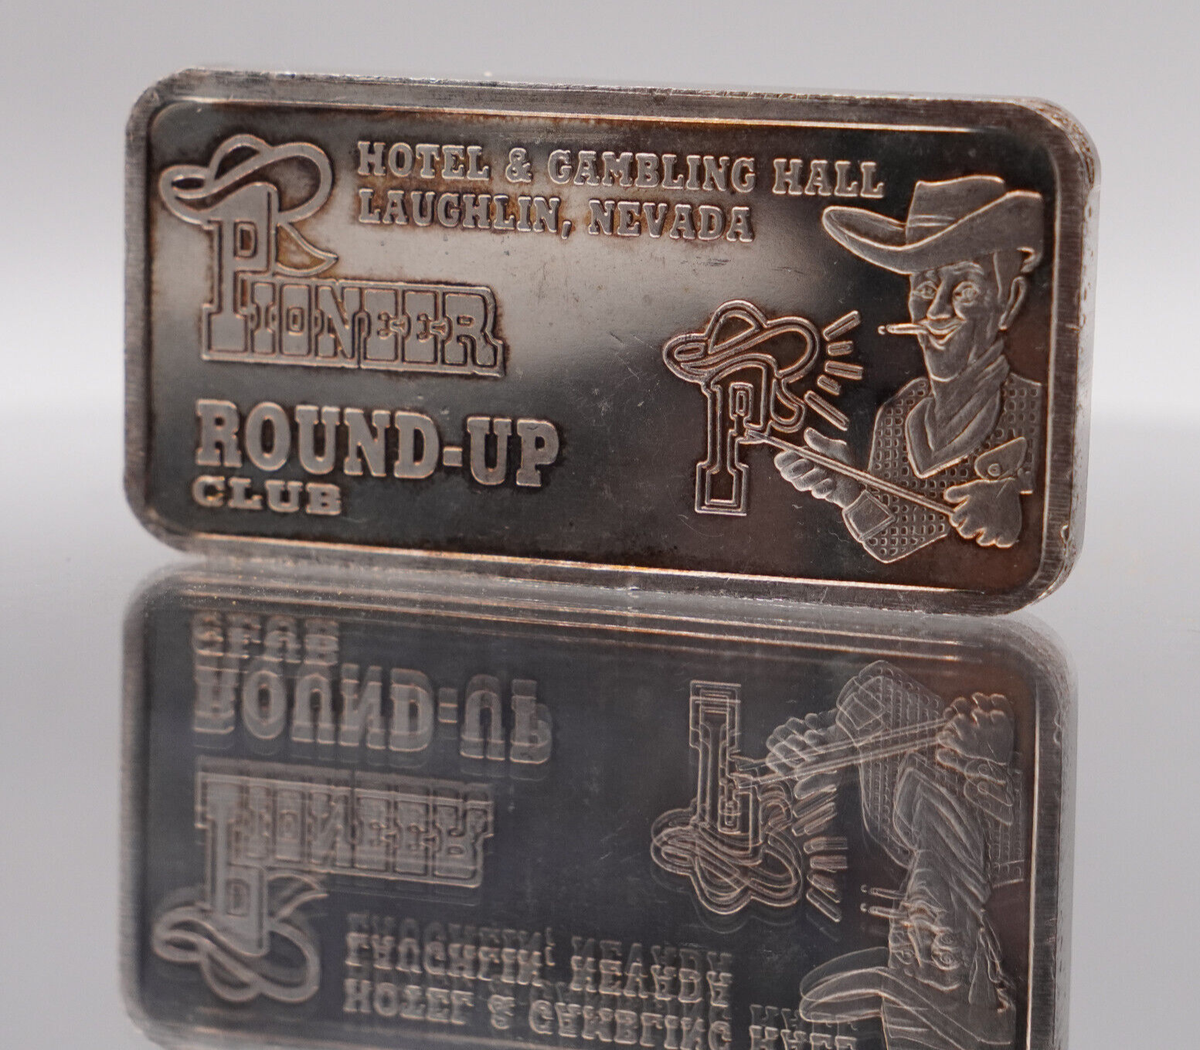 HOTEL & GAMBLING HALL
LAUGHLIN, NEVADA
PIONEER
ROUND-UP
CLUB
P